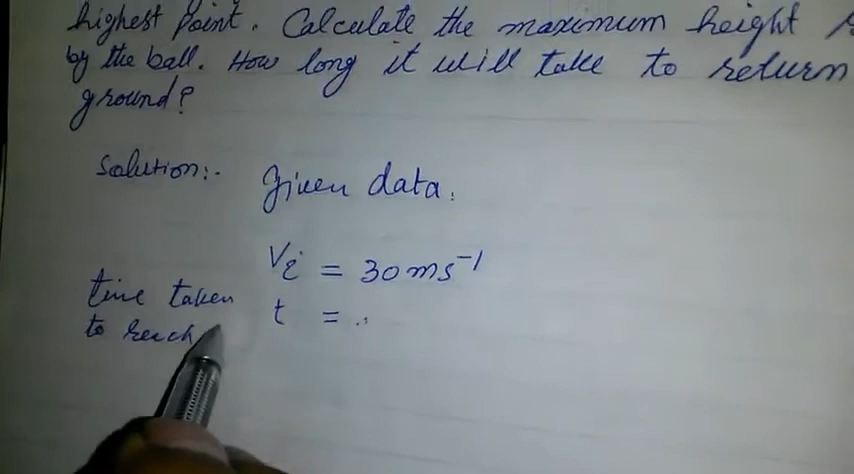 highest point. Calculate the maximum height
by the ball. How long it will take to return
ground?
Solution:- Given data.
Vi = 30ms⁻¹
time taken t =
to reach